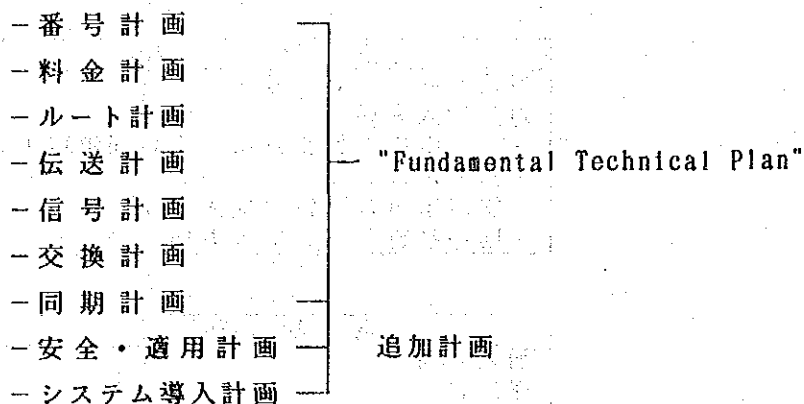 －番号計画
－料金計画
－ルート計画
－伝送計画 "Fundamental Technical Plan"
－信号計画
－交換計画
－同期計画
－安全・適用計画 追加計画
－システム導入計画